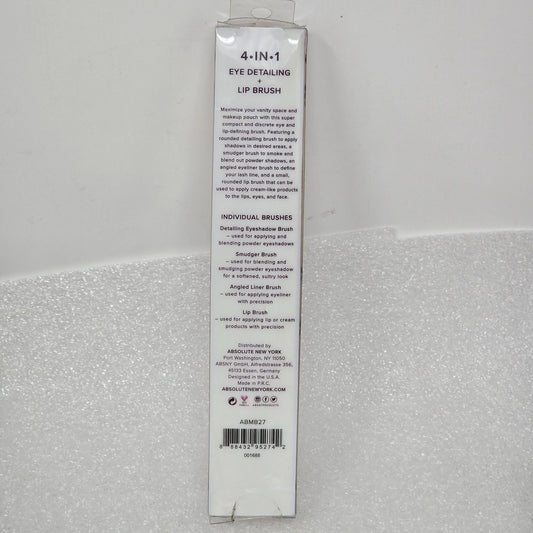 4•IN•1
EYE DETAILING
+
LIP BRUSH
Maximize your vanity space and
makeup pouch with this super
compact and discrete eye and
lip-defining brush. Featuring a
rounded detailing brush to apply
shadows in desired areas, a
smudger brush to smoke and
blend out powder shadows, an
angled eyeliner brush to define
your lash line, and a small,
rounded lip brush that can be
used to apply cream-like products
to the lips, eyes, and face.
INDIVIDUAL BRUSHES
Detailing Eyeshadow Brush
– used for applying and
blending powder eyeshadows
Smudger Brush
– used for blending and
smudging powder eyeshadow
for a softened, sultry look
Angled Liner Brush
– used for applying eyeliner
with precision
Lip Brush
– used for applying lip or cream
products with precision
Distributed by
ABSOLUTE NEW YORK
Port Washington, NY 11050
ABSNY GmbH, Alfredstrasse 356,
45133 Essen, Germany
Designed in the U.S.A.
Made in P.R.C.
ABSOLUTENEWYORK.COM
ABMB27
8 88432 95274 2
001688